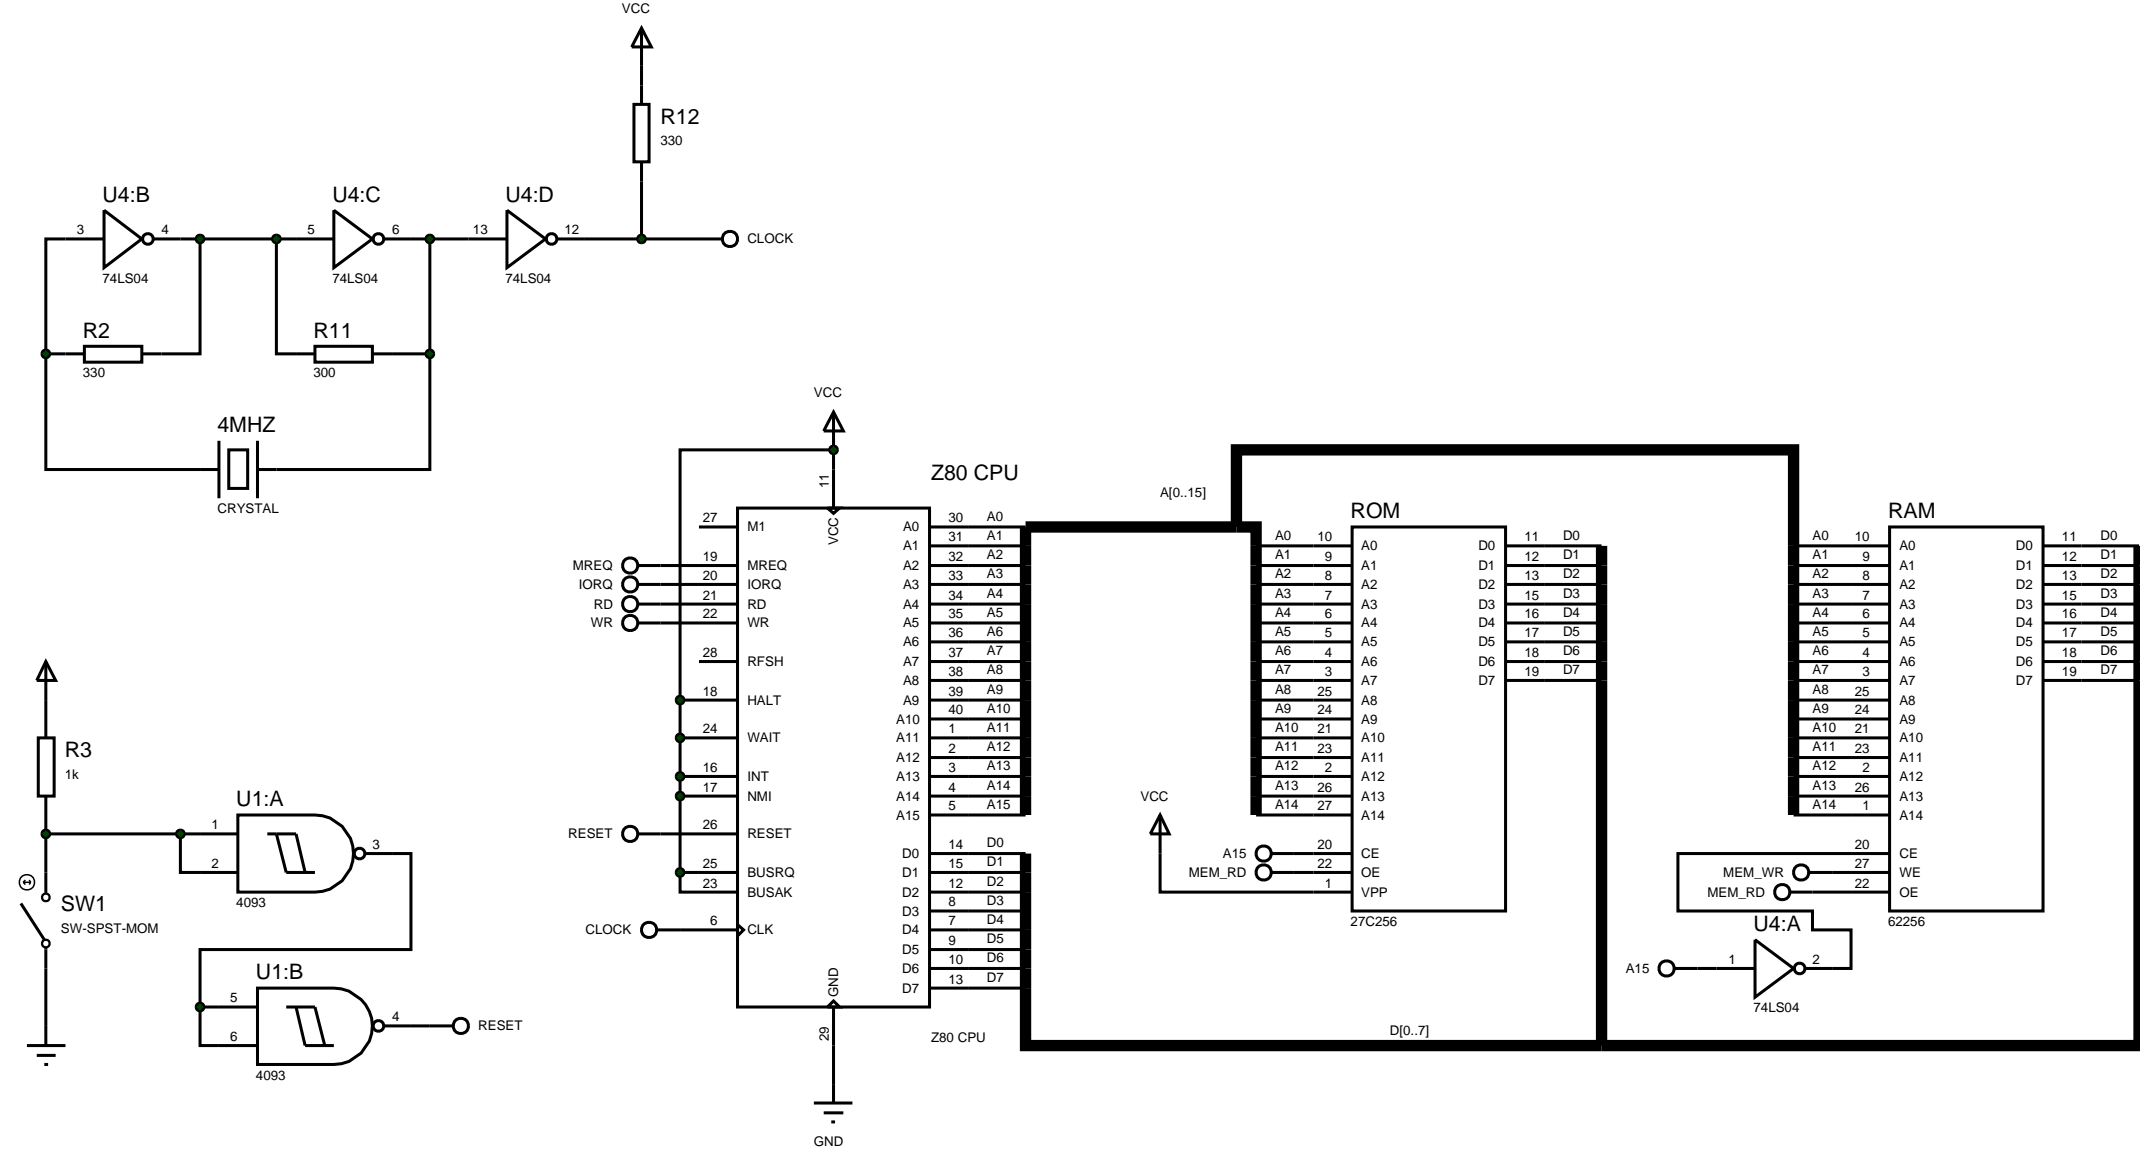 VCC
R12
330
U4:B
3
4
74LS04
U4:C
5
6
74LS04
U4:D
13
12
74LS04
CLOCK
R2
330
R11
300
4MHZ
CRYSTAL
R3
1k
SW1
SW-SPST-MOM
U1:A
1
2
3
4093
U1:B
5
6
4
4093
RESET
VCC
Z80 CPU
11
VCC
27 M1
MREQ 19 MREQ
IORQ 20 IORQ
RD 21 RD
WR 22 WR
28 RFSH
18 HALT
24 WAIT
16 INT
17 NMI
RESET 26 RESET
25 BUSRQ
23 BUSAK
CLOCK 6 CLK
A0 30 A0
A1 31 A1
A2 32 A2
A3 33 A3
A4 34 A4
A5 35 A5
A6 36 A6
A7 37 A7
A8 38 A8
A9 39 A9
A10 40 A10
A11 1 A11
A12 2 A12
A13 3 A13
A14 4 A14
A15 5 A15
D0 14 D0
D1 15 D1
D2 12 D2
D3 8 D3
D4 7 D4
D5 9 D5
D6 10 D6
D7 13 D7
GND
29
Z80 CPU
GND
A[0..15]
ROM
A0 10 A0
A1 9 A1
A2 8 A2
A3 7 A3
A4 6 A4
A5 5 A5
A6 4 A6
A7 3 A7
A8 25 A8
A9 24 A9
A10 21 A10
A11 23 A11
A12 2 A12
A13 26 A13
A14 27 A14
VCC
A15 20 CE
MEM_RD 22 OE
1 VPP
D0 11 D0
D1 12 D1
D2 13 D2
D3 15 D3
D4 16 D4
D5 17 D5
D6 18 D6
D7 19 D7
27C256
D[0..7]
RAM
A0 10 A0
A1 9 A1
A2 8 A2
A3 7 A3
A4 6 A4
A5 5 A5
A6 4 A6
A7 3 A7
A8 25 A8
A9 24 A9
A10 21 A10
A11 23 A11
A12 2 A12
A13 26 A13
A14 1 A14
20 CE
MEM_WR 27 WE
MEM_RD 22 OE
D0 11 D0
D1 12 D1
D2 13 D2
D3 15 D3
D4 16 D4
D5 17 D5
D6 18 D6
D7 19 D7
62256
U4:A
A15 1
2
74LS04